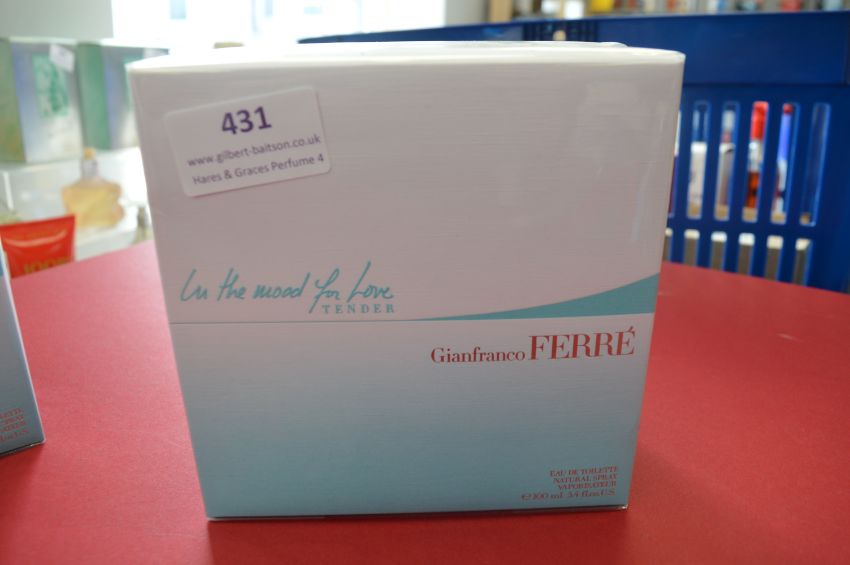 431
www.gilbert-baitson.co.uk
Hares & Graces Perfume 4
In the mood for Love
TENDER
Gianfranco FERRÉ
EAU DE TOILETTE
NATURAL SPRAY
VAPORISATEUR
℮ 100 ml 3.4 fl.oz.U.S.